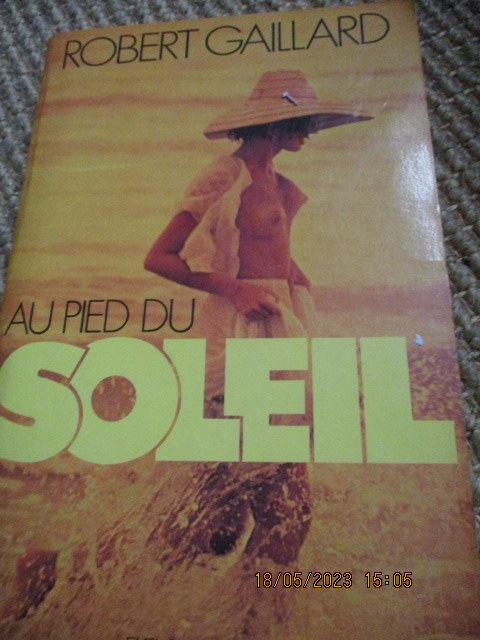 ROBERT GAILLARD
AU PIED DU
SOLEIL
18/05/2023 15:05